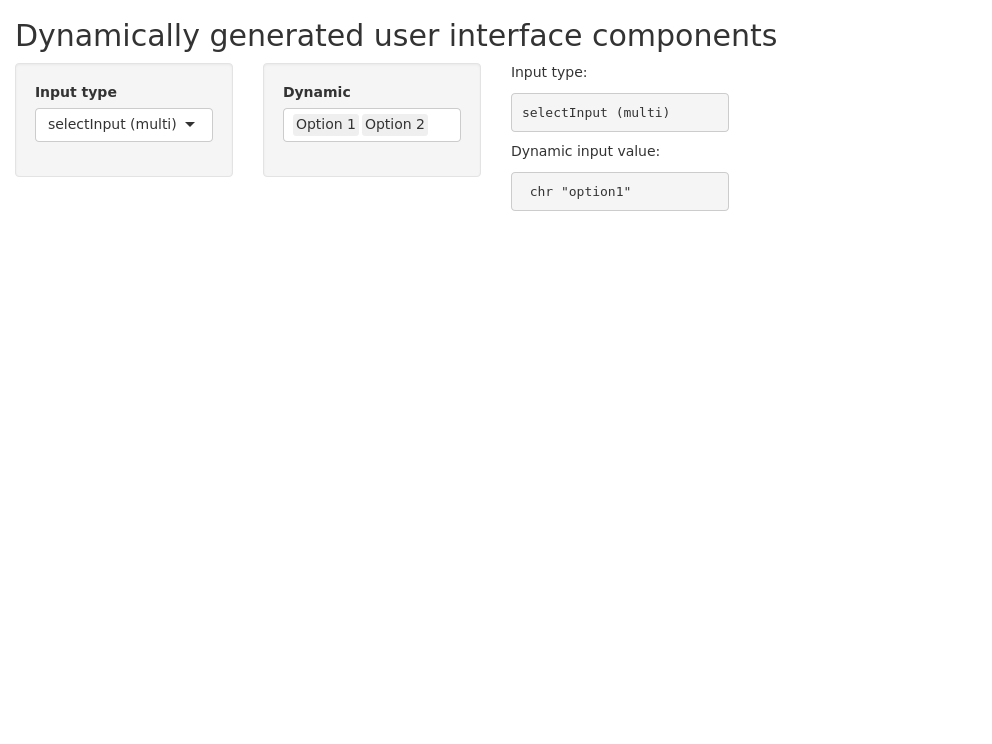 Dynamically generated user interface components
Input type
selectInput (multi)
Dynamic
Option 1 Option 2
Input type:
selectInput (multi)
Dynamic input value:
chr "option1"